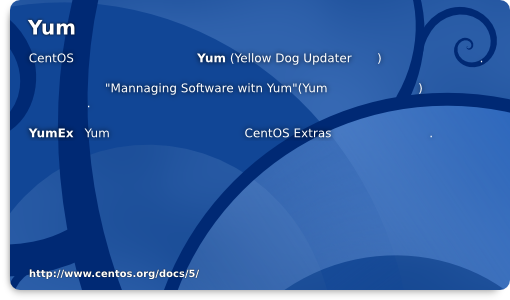 Yum
CentOS Yum (Yellow Dog Updater )
"Mannaging Software witn Yum"(Yum )
.
YumEx Yum CentOS Extras .
http://www.centos.org/docs/5/